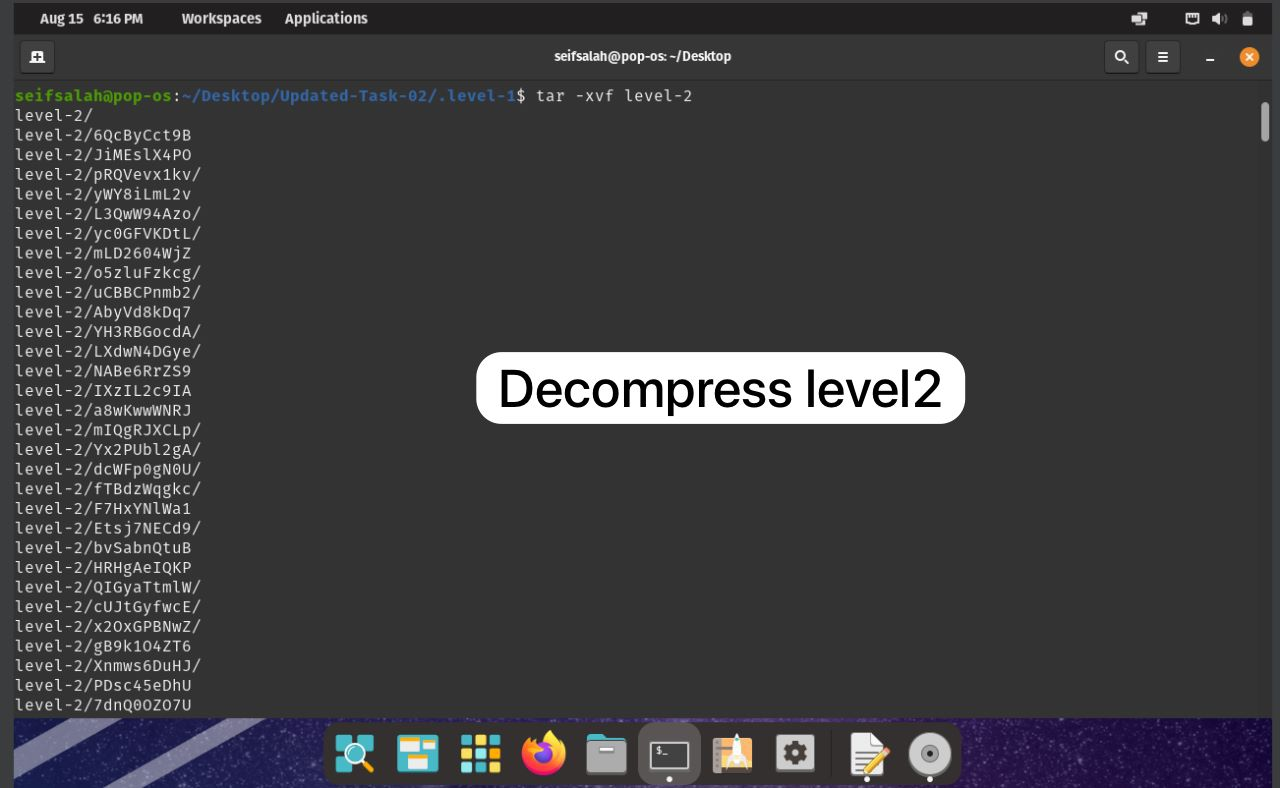 Aug 15 6:16 PM Workspaces Applications
seifsalah@pop-os: ~/Desktop
seifsalah@pop-os:~/Desktop/Updated-Task-02/.level-1$ tar -xvf level-2
level-2/
level-2/6QcByCct9B
level-2/JiMEslX4PO
level-2/pRQVevx1kv/
level-2/yWY8iLmL2v
level-2/L3QwW94Azo/
level-2/yc0GFVKDtL/
level-2/mLD2604WjZ
level-2/o5zluFzkcg/
level-2/uCBBCPnmb2/
level-2/AbyVd8kDq7
level-2/YH3RBGocdA/
level-2/LXdwN4DGye/
level-2/NABe6RrZS9
level-2/IXzIL2c9IA
level-2/a8wKwwWNRJ
level-2/mIQgRJXCLp/
level-2/Yx2PUbl2gA/
level-2/dcWFp0gN0U/
level-2/fTBdzWqgkc/
level-2/F7HxYNlWa1
level-2/Etsj7NECd9/
level-2/bvSabnQtuB
level-2/HRHgAeIQKP
level-2/QIGyaTtmlW/
level-2/cUJtGyfwcE/
level-2/x2OxGPBNwZ/
level-2/gB9k1O4ZT6
level-2/Xnmws6DuHJ/
level-2/PDsc45eDhU
level-2/7dnQ0OZO7U
Decompress level2
$_